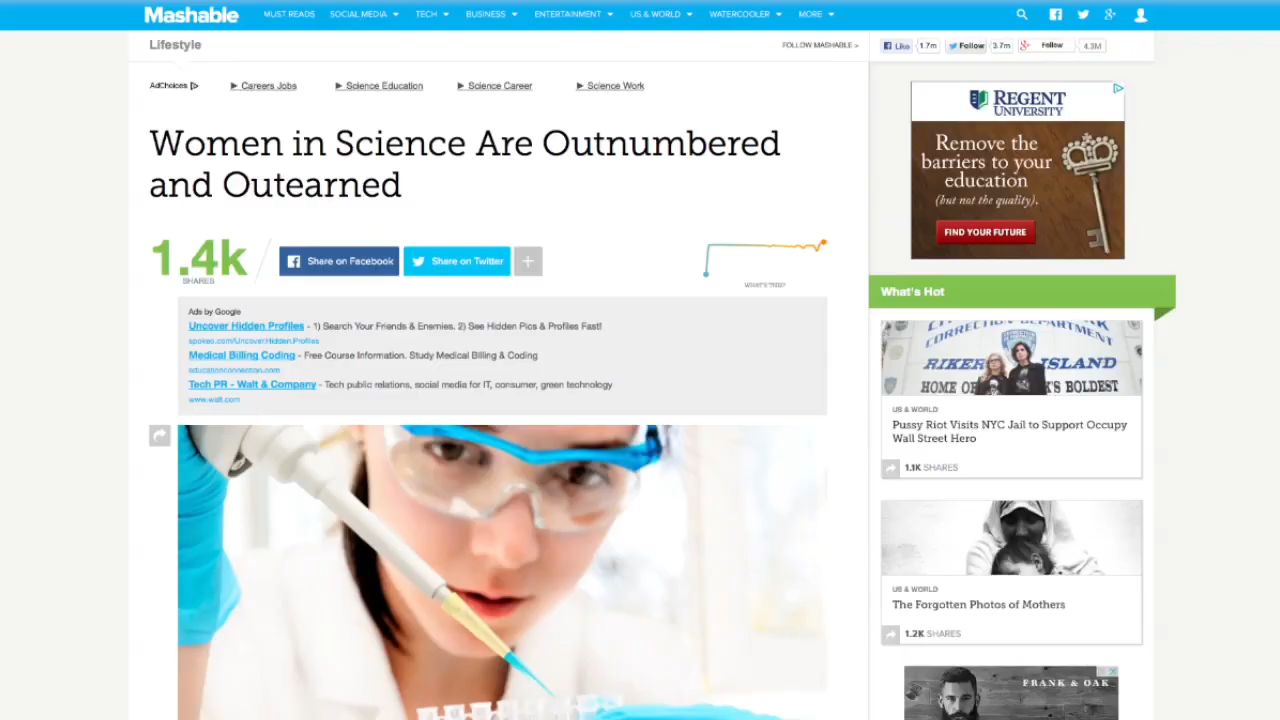 Mashable
MUST READS
SOCIAL MEDIA
TECH
BUSINESS
ENTERTAINMENT
US & WORLD
WATERCOOLER
MORE
Lifestyle
FOLLOW MASHABLE >
Like
1.7m
Follow
3.7m
Follow
4.3M
AdChoices
Careers Jobs
Science Education
Science Career
Science Work
Women in Science Are Outnumbered
and Outearned
1.4k
SHARES
Share on Facebook
Share on Twitter
+
WHAT'S THIS?
Ads by Google
Uncover Hidden Profiles - 1) Search Your Friends & Enemies. 2) See Hidden Pics & Profiles Fast!
spokeo.com/Uncover.Hidden.Profiles
Medical Billing Coding - Free Course Information. Study Medical Billing & Coding
educationconnection.com
Tech PR - Walt & Company - Tech public relations, social media for IT, consumer, green technology
www.walt.com
REGENT
UNIVERSITY
Remove the
barriers to your
education
(but not the quality).
FIND YOUR FUTURE
What's Hot
CORRECTION DEPARTMENT
RIKER ISLAND
HOME OF K'S BOLDEST
US & WORLD
Pussy Riot Visits NYC Jail to Support Occupy
Wall Street Hero
1.1K SHARES
US & WORLD
The Forgotten Photos of Mothers
1.2K SHARES
FRANK & OAK